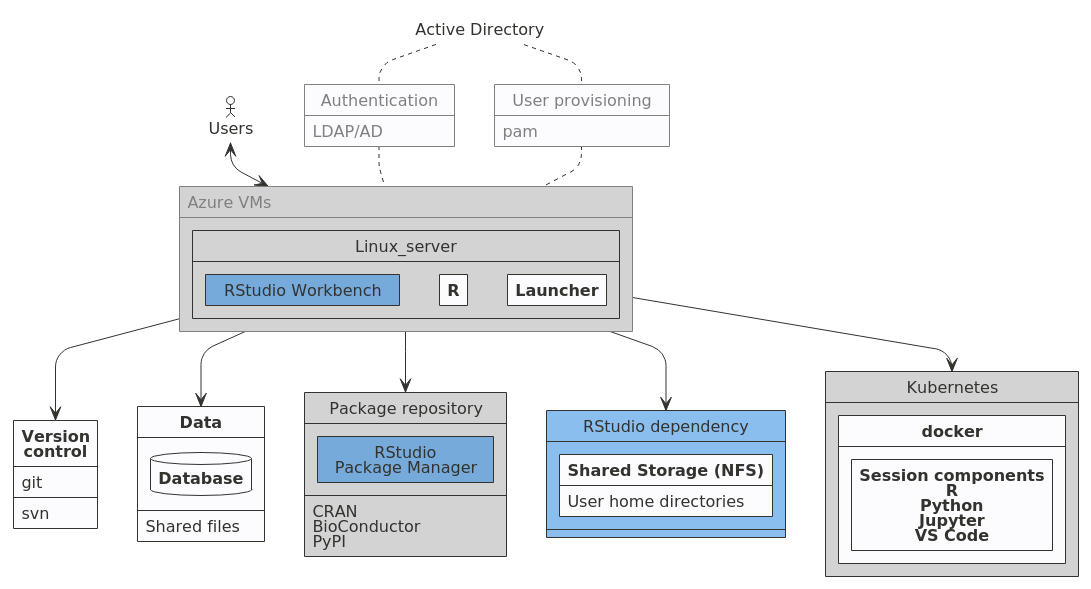 Active Directory
Authentication
LDAP/AD
User provisioning
pam
Users
Azure VMs
Linux_server
RStudio Workbench
R
Launcher
Version
control
git
svn
Data
Database
Shared files
Package repository
RStudio
Package Manager
CRAN
BioConductor
PyPI
RStudio dependency
Shared Storage (NFS)
User home directories
Kubernetes
docker
Session components
R
Python
Jupyter
VS Code